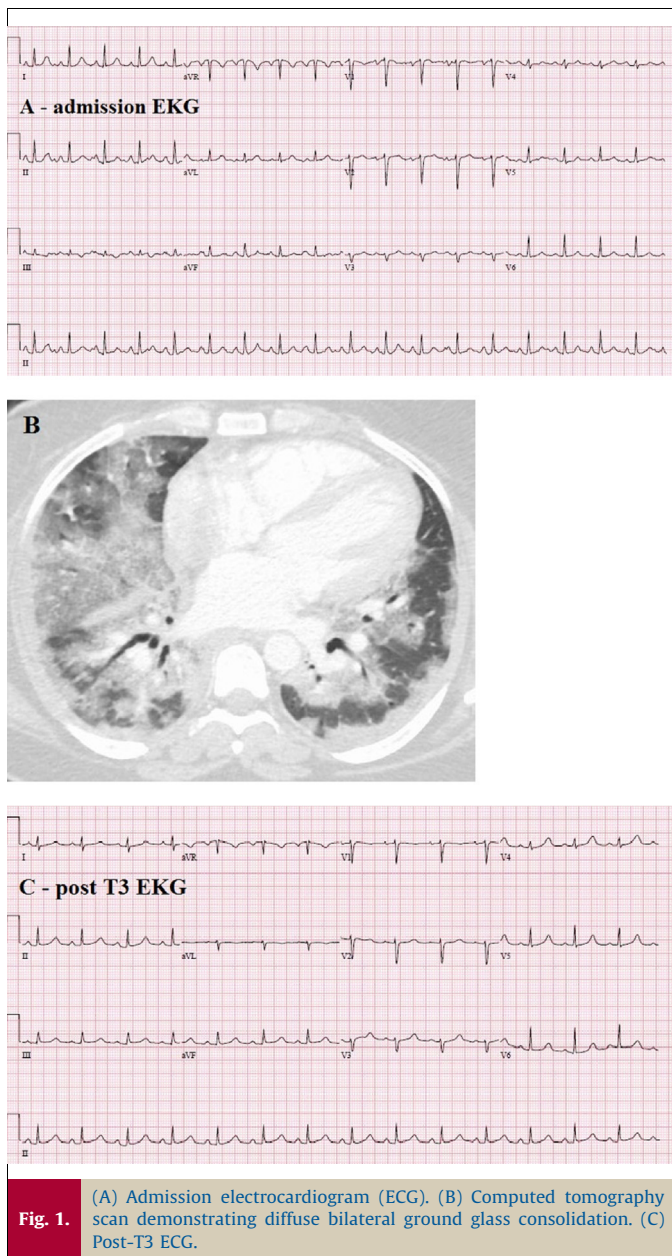 I aVR V1 V4
A - admission EKG
II aVL V2 V5
III aVF V3 V6
II
B
I aVR V1 V4
C - post T3 EKG
II aVL V2 V5
III aVF V3 V6
II
Fig. 1.
(A) Admission electrocardiogram (ECG). (B) Computed tomography
scan demonstrating diffuse bilateral ground glass consolidation. (C)
Post-T3 ECG.